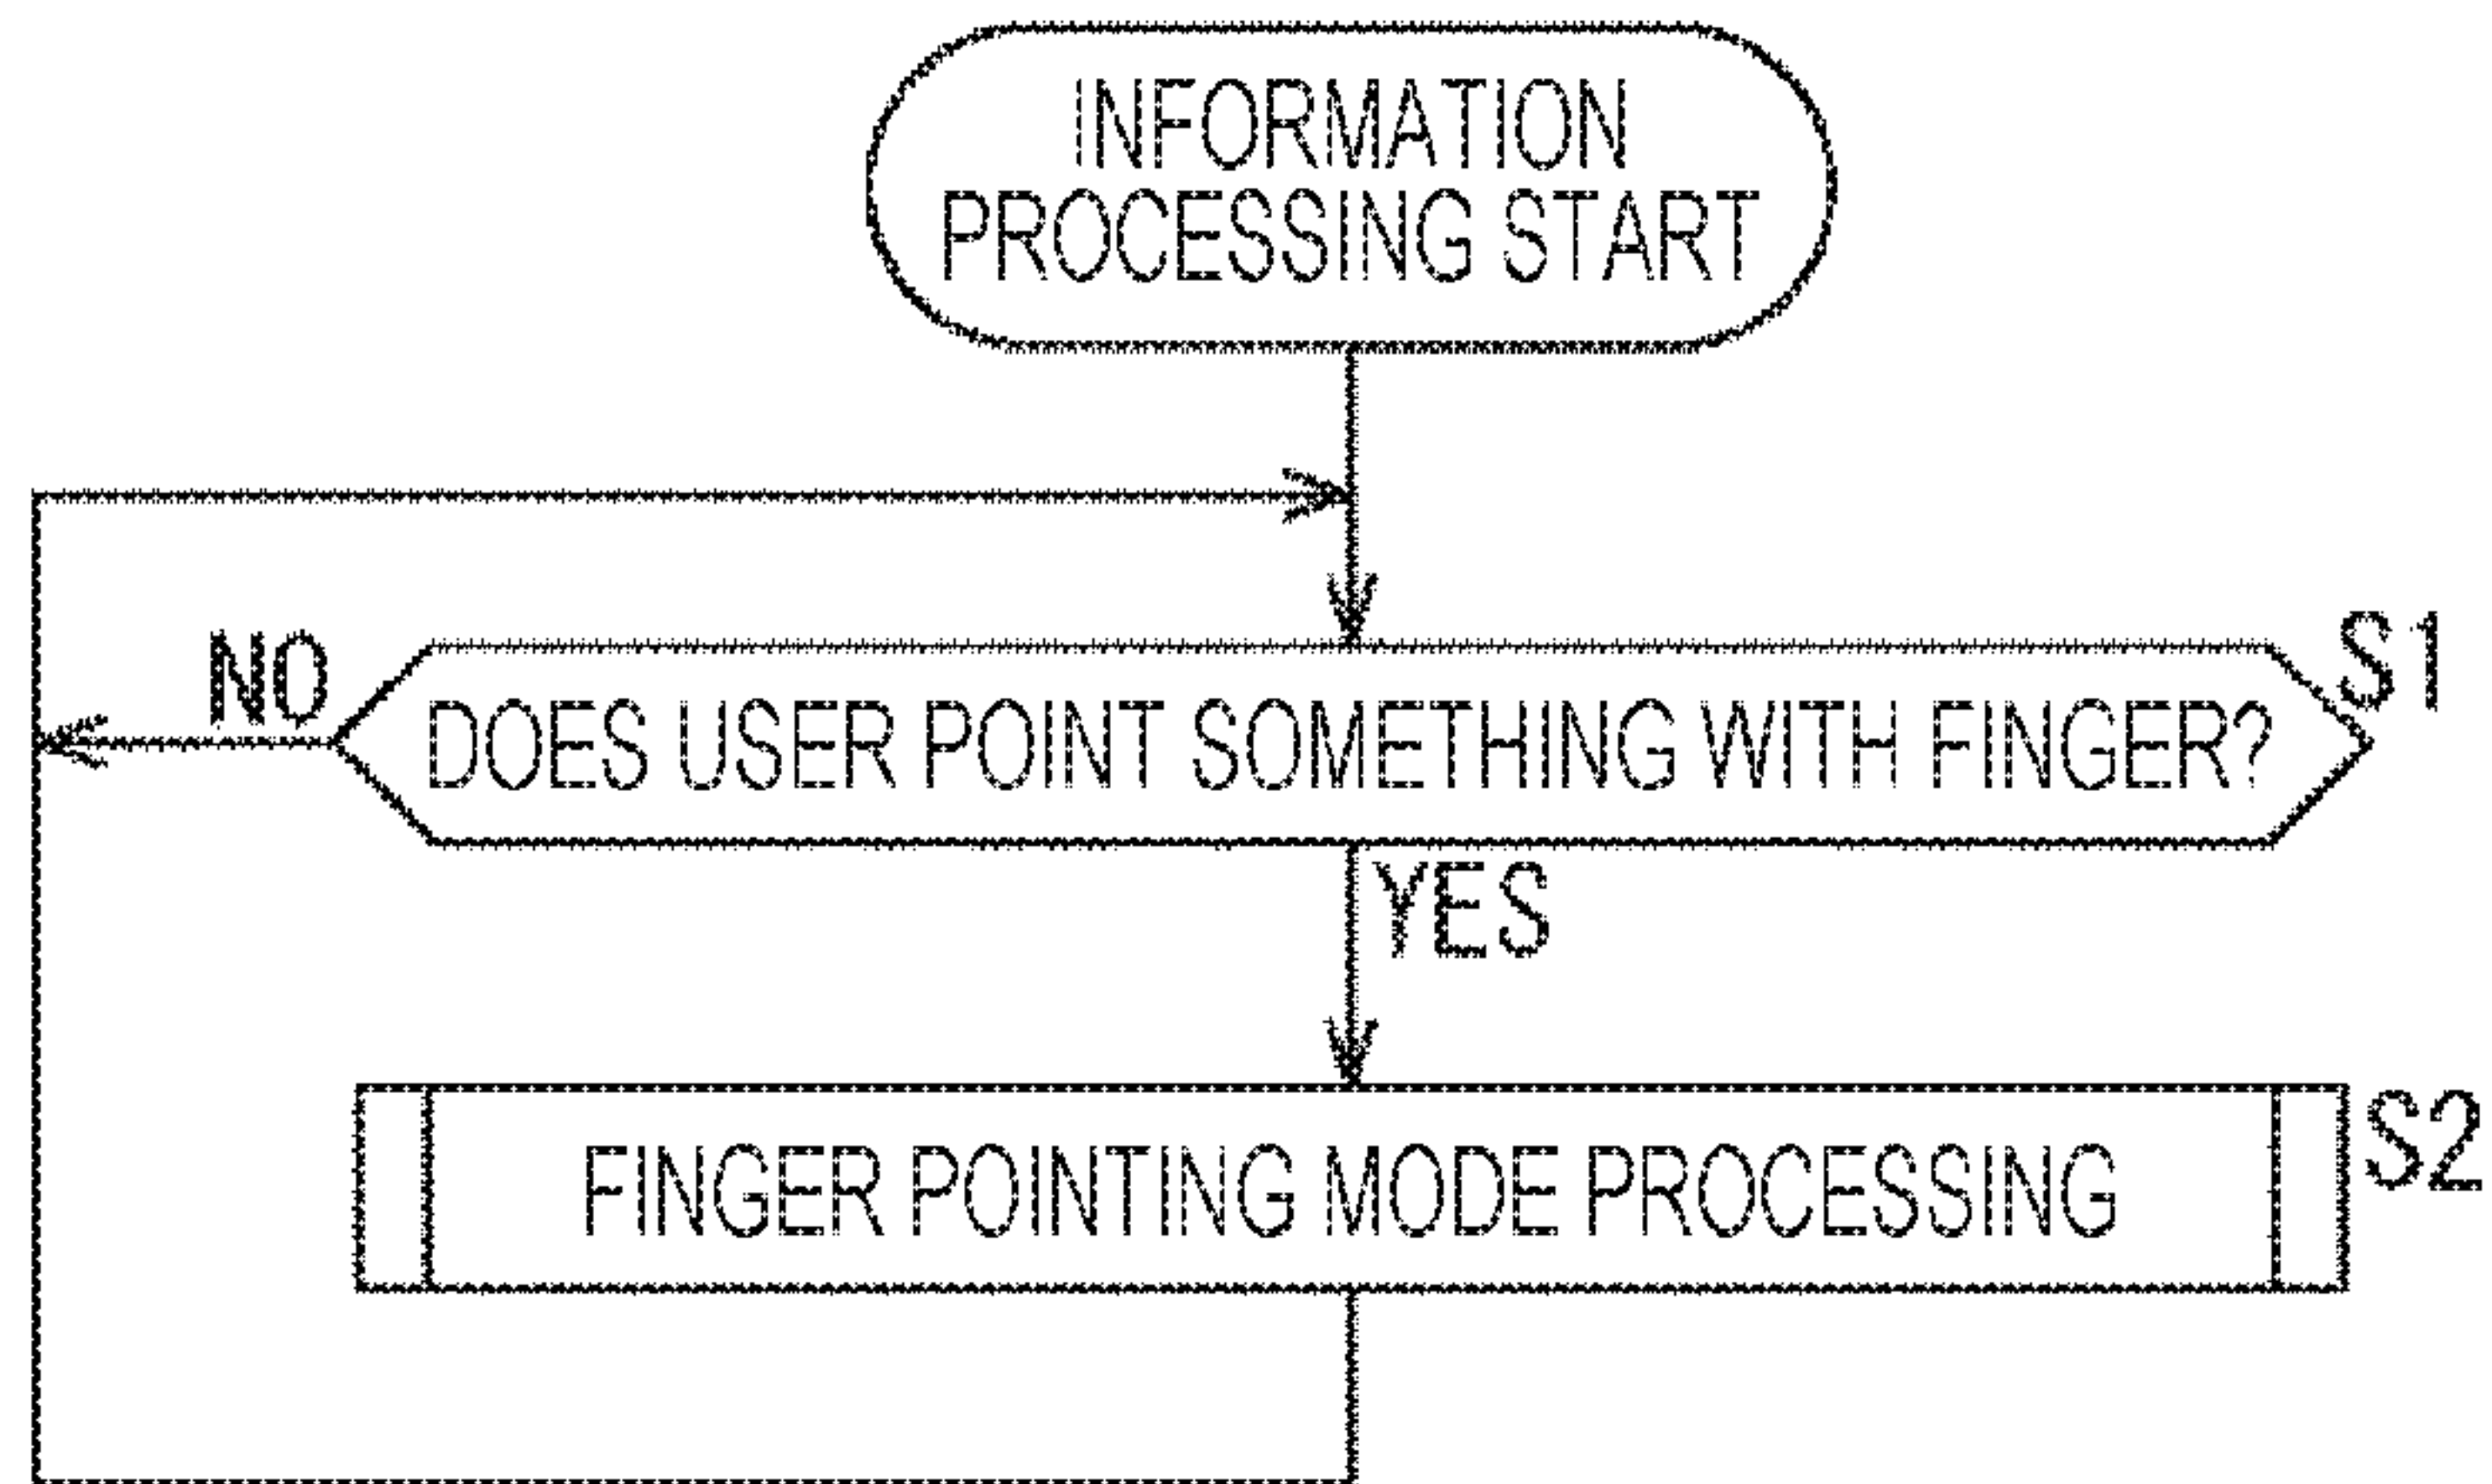 INFORMATION
PROCESSING START
NO
S1
DOES USER POINT SOMETHING WITH FINGER?
YES
S2
FINGER POINTING MODE PROCESSING